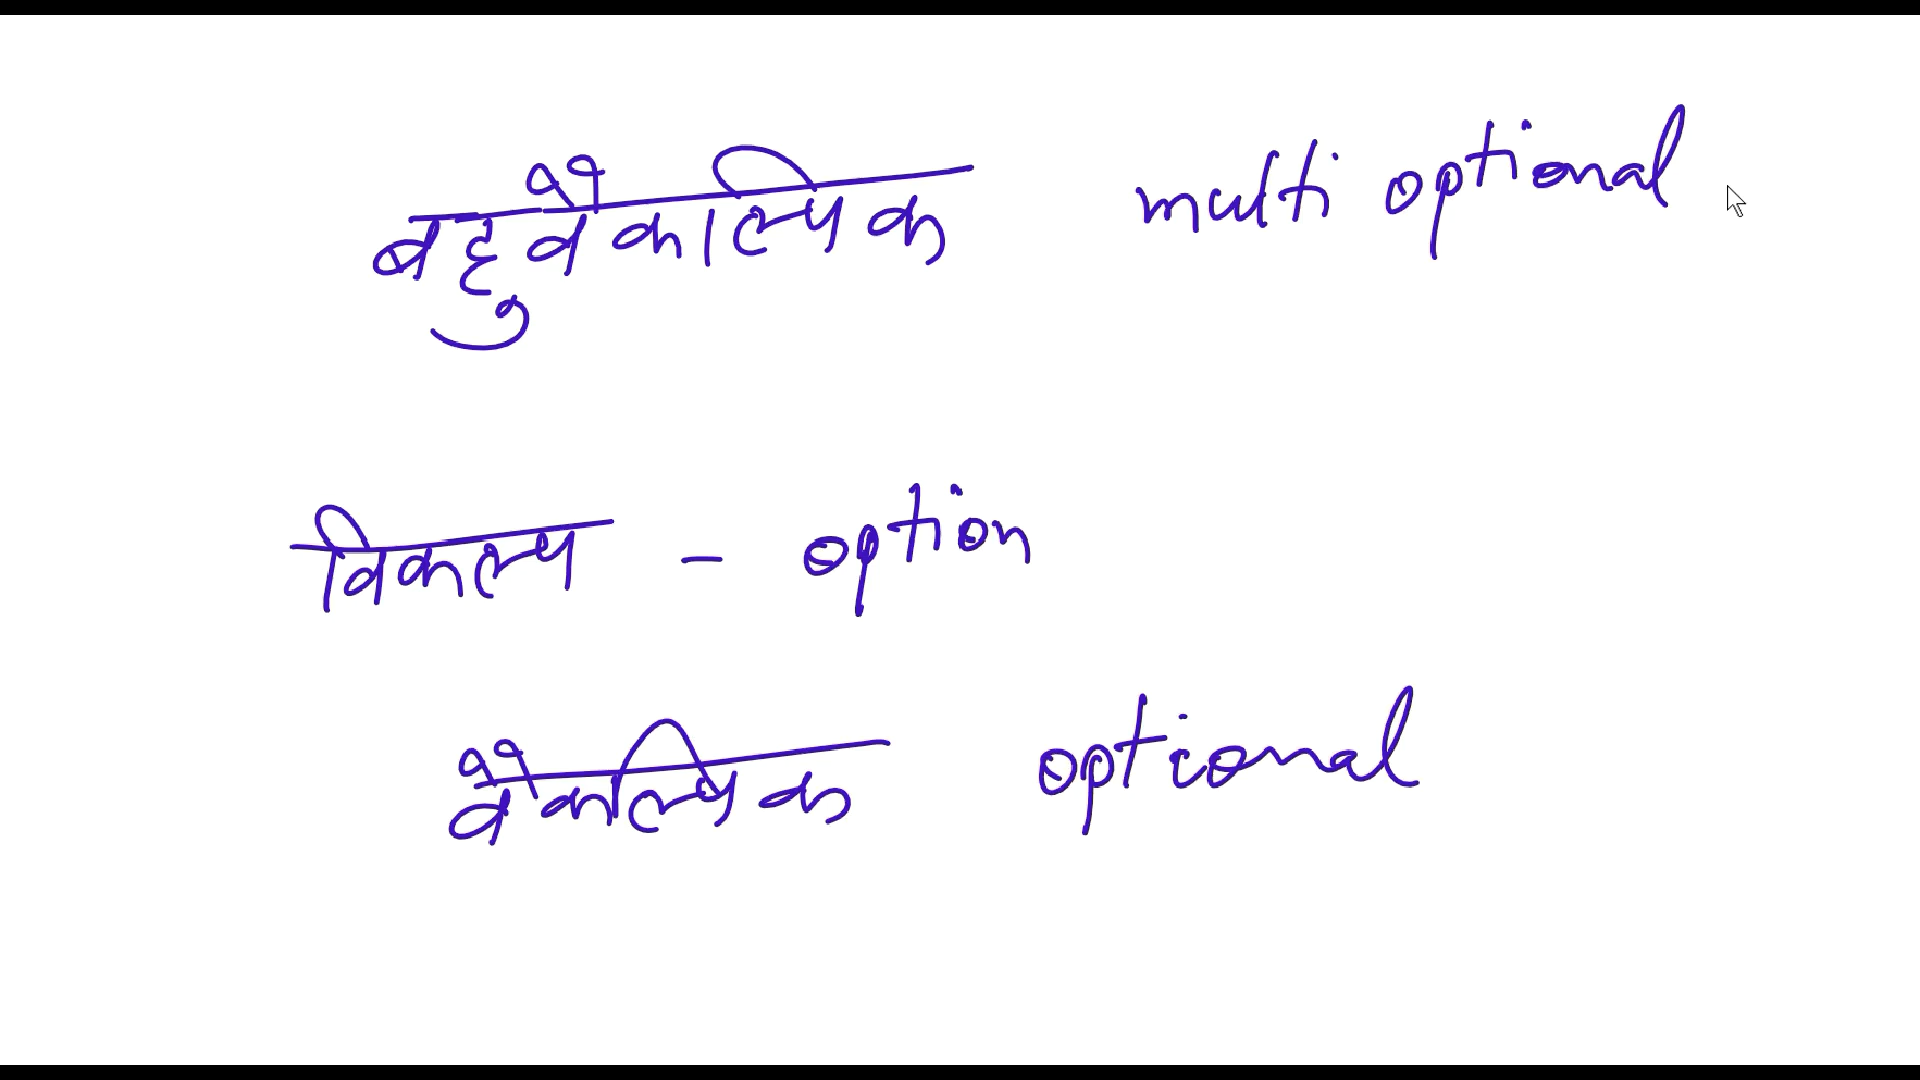 बहुवैकल्पिक multi optional
विकल्प - option
वैकल्पिक optional